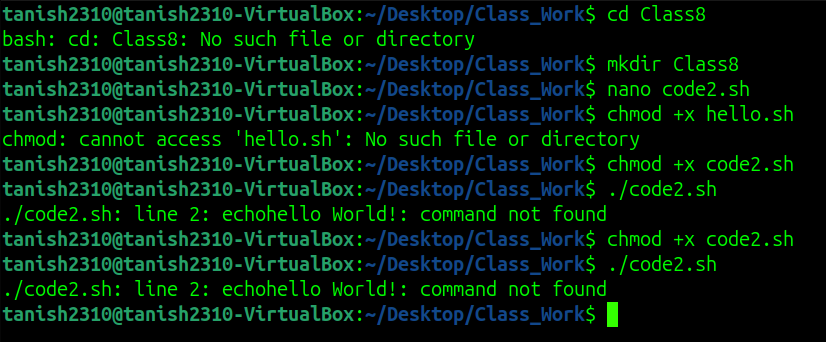 tanish2310@tanish2310-VirtualBox:~/Desktop/Class_Work$ cd Class8
bash: cd: Class8: No such file or directory
tanish2310@tanish2310-VirtualBox:~/Desktop/Class_Work$ mkdir Class8
tanish2310@tanish2310-VirtualBox:~/Desktop/Class_Work$ nano code2.sh
tanish2310@tanish2310-VirtualBox:~/Desktop/Class_Work$ chmod +x hello.sh
chmod: cannot access 'hello.sh': No such file or directory
tanish2310@tanish2310-VirtualBox:~/Desktop/Class_Work$ chmod +x code2.sh
tanish2310@tanish2310-VirtualBox:~/Desktop/Class_Work$ ./code2.sh
./code2.sh: line 2: echohello World!: command not found
tanish2310@tanish2310-VirtualBox:~/Desktop/Class_Work$ chmod +x code2.sh
tanish2310@tanish2310-VirtualBox:~/Desktop/Class_Work$ ./code2.sh
./code2.sh: line 2: echohello World!: command not found
tanish2310@tanish2310-VirtualBox:~/Desktop/Class_Work$